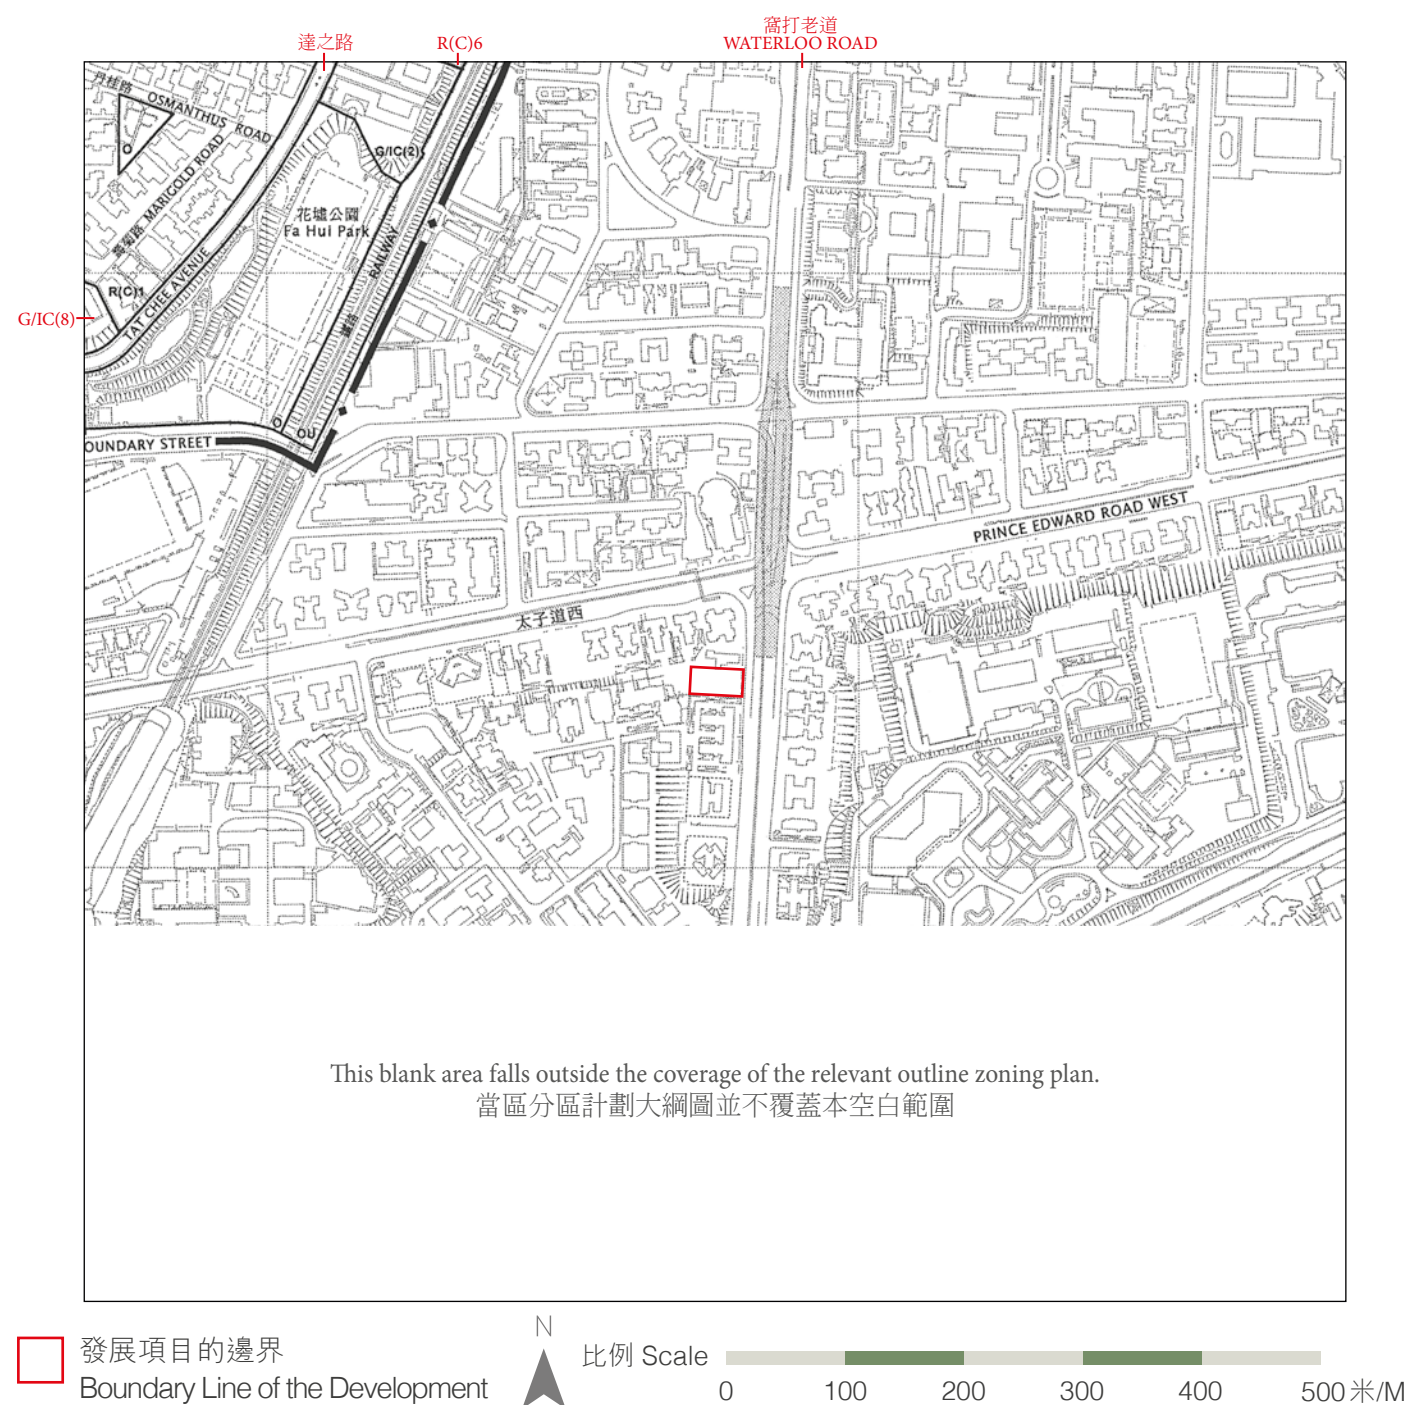 窩打老道
WATERLOO ROAD
達之路
R(C)6
丹桂路 OSMANTHUS ROAD
MARIGOLD ROAD
O
G/IC(2)
花墟公園
Fa Hui Park
RAILWAY
R(C)1
G/IC(8)
TAT CHEE AVENUE
O
OU
OUNDARY STREET
PRINCE EDWARD ROAD WEST
太子道西
This blank area falls outside the coverage of the relevant outline zoning plan.
當區分區計劃大綱圖並不覆蓋本空白範圍
發展項目的邊界
Boundary Line of the Development
N
比例 Scale
0 100 200 300 400 500米/M